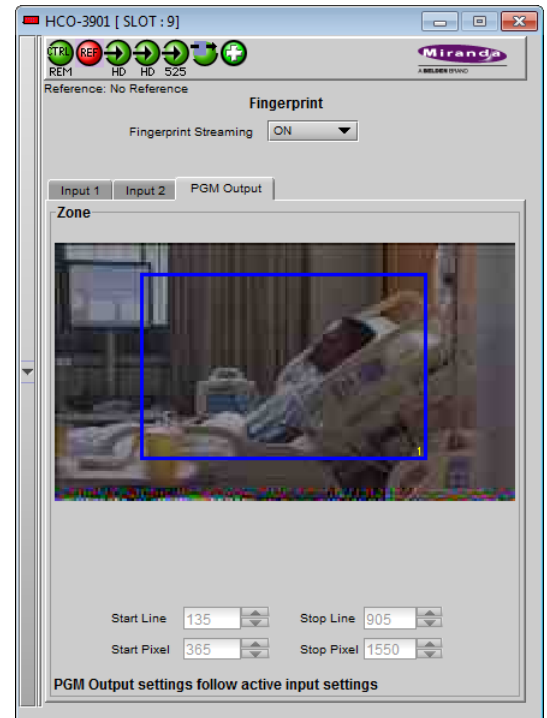 HCO-3901 [ SLOT : 9]
CTRL REF
REM HD HD 525
Miranda
A BELDEN BRAND
Reference: No Reference
Fingerprint
Fingerprint Streaming ON
Input 1 Input 2 PGM Output
Zone
1
Start Line 135 Stop Line 905
Start Pixel 365 Stop Pixel 1550
PGM Output settings follow active input settings